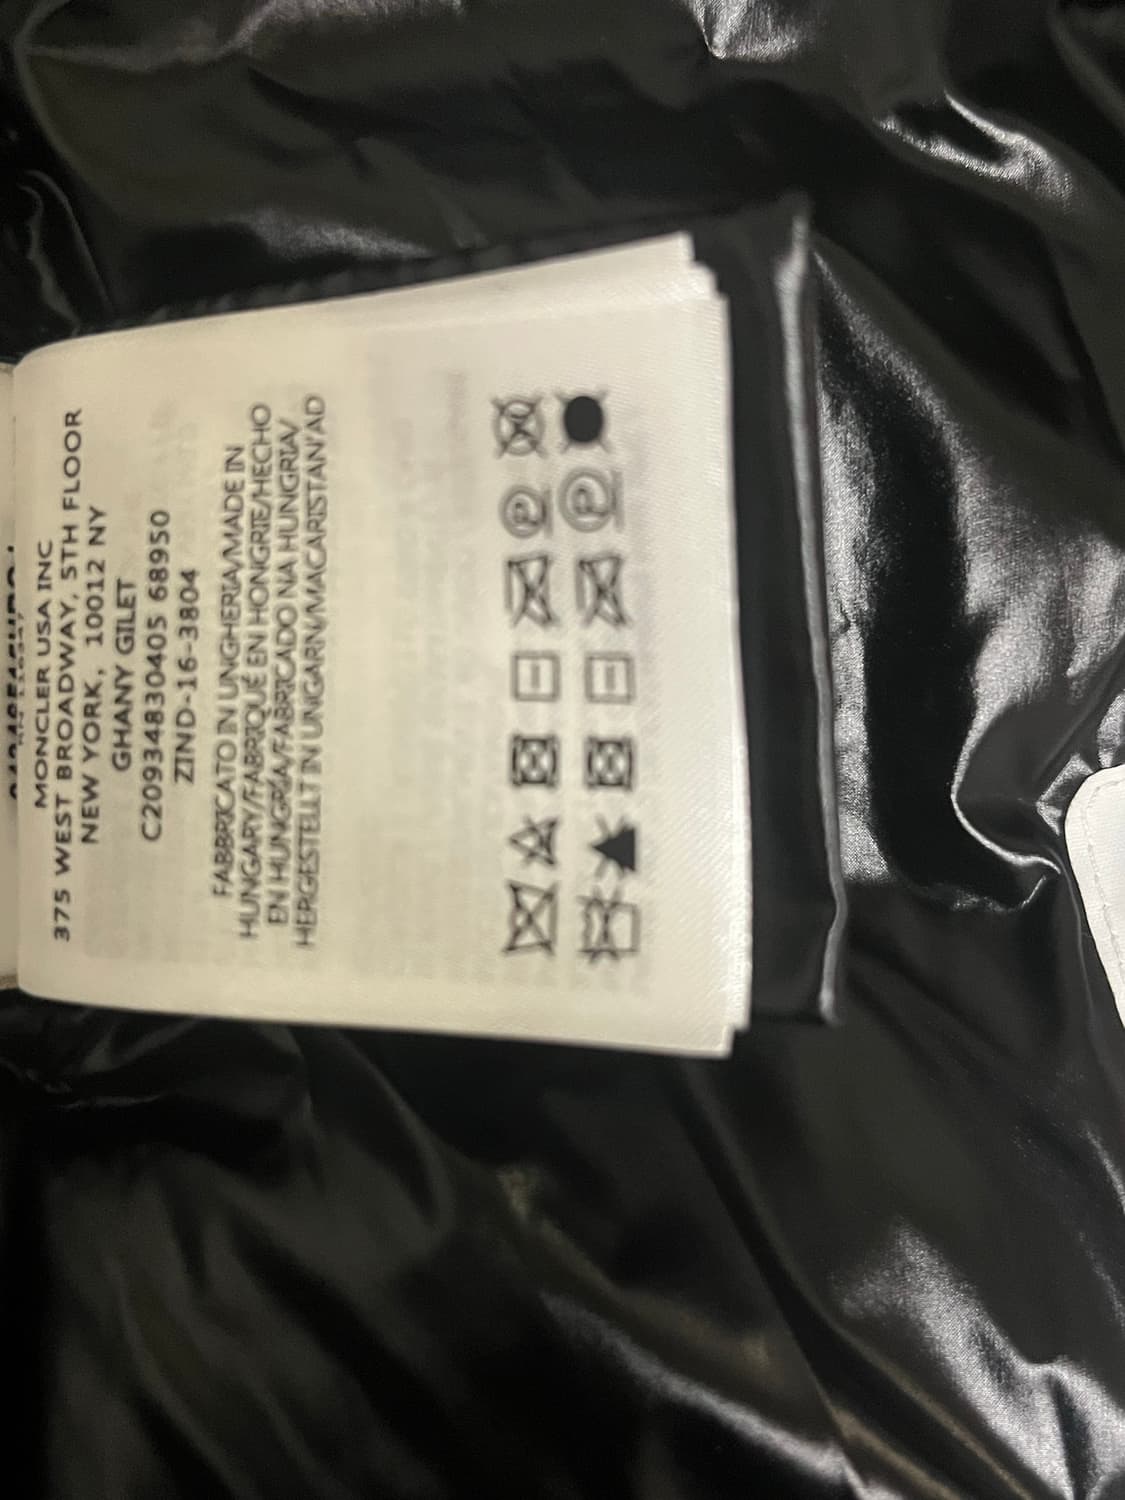 MONCLER USA INC
375 WEST BROADWAY, 5TH FLOOR
NEW YORK, 10012 NY
GHANY GILET
C20934830405 68950
ZIND-16-3804
FABBRICATO IN UNGHERIA/MADE IN
HUNGARY/FABRIQUÉ EN HONGRIE/HECHO
EN HUNGRÍA/FABRICADO NA HUNGRIA/
HERGESTELLT IN UNGARN/MACARISTAN'AD